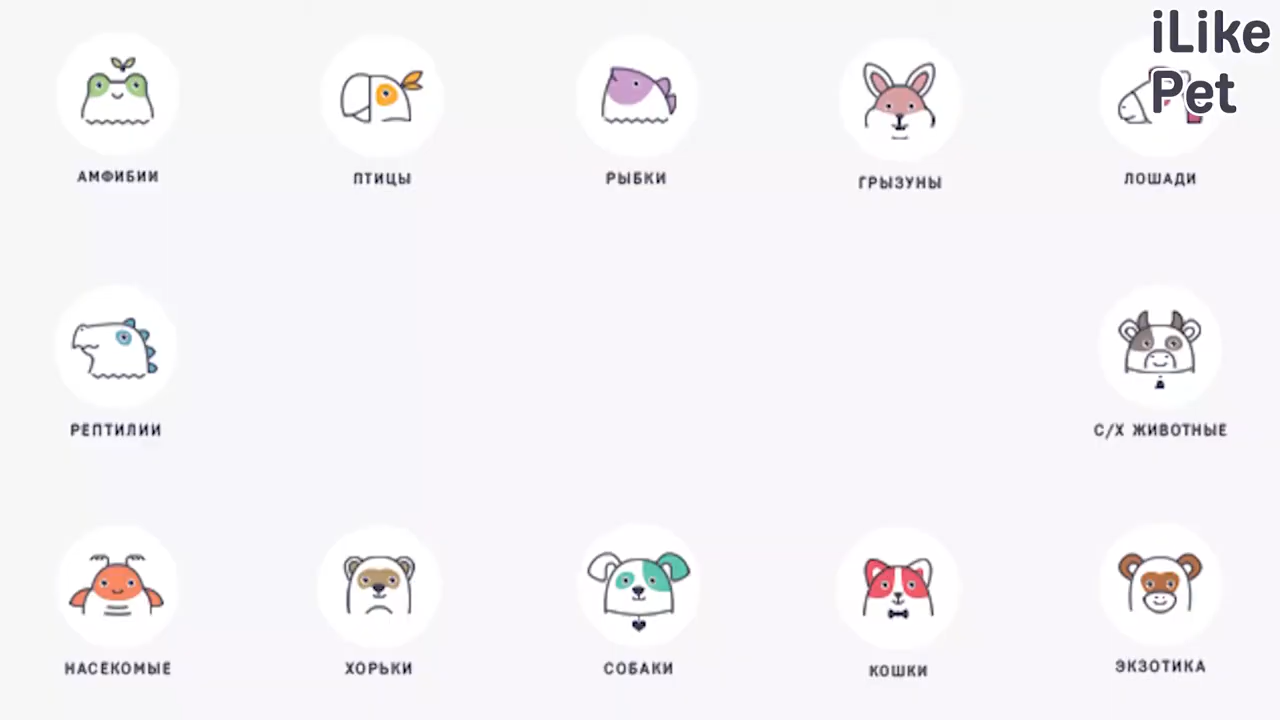 iLike
Pet
АМФИБИИ
ПТИЦЫ
РЫБКИ
ГРЫЗУНЫ
ЛОШАДИ
РЕПТИЛИИ
С/Х ЖИВОТНЫЕ
НАСЕКОМЫЕ
ХОРЬКИ
СОБАКИ
КОШКИ
ЭКЗОТИКА